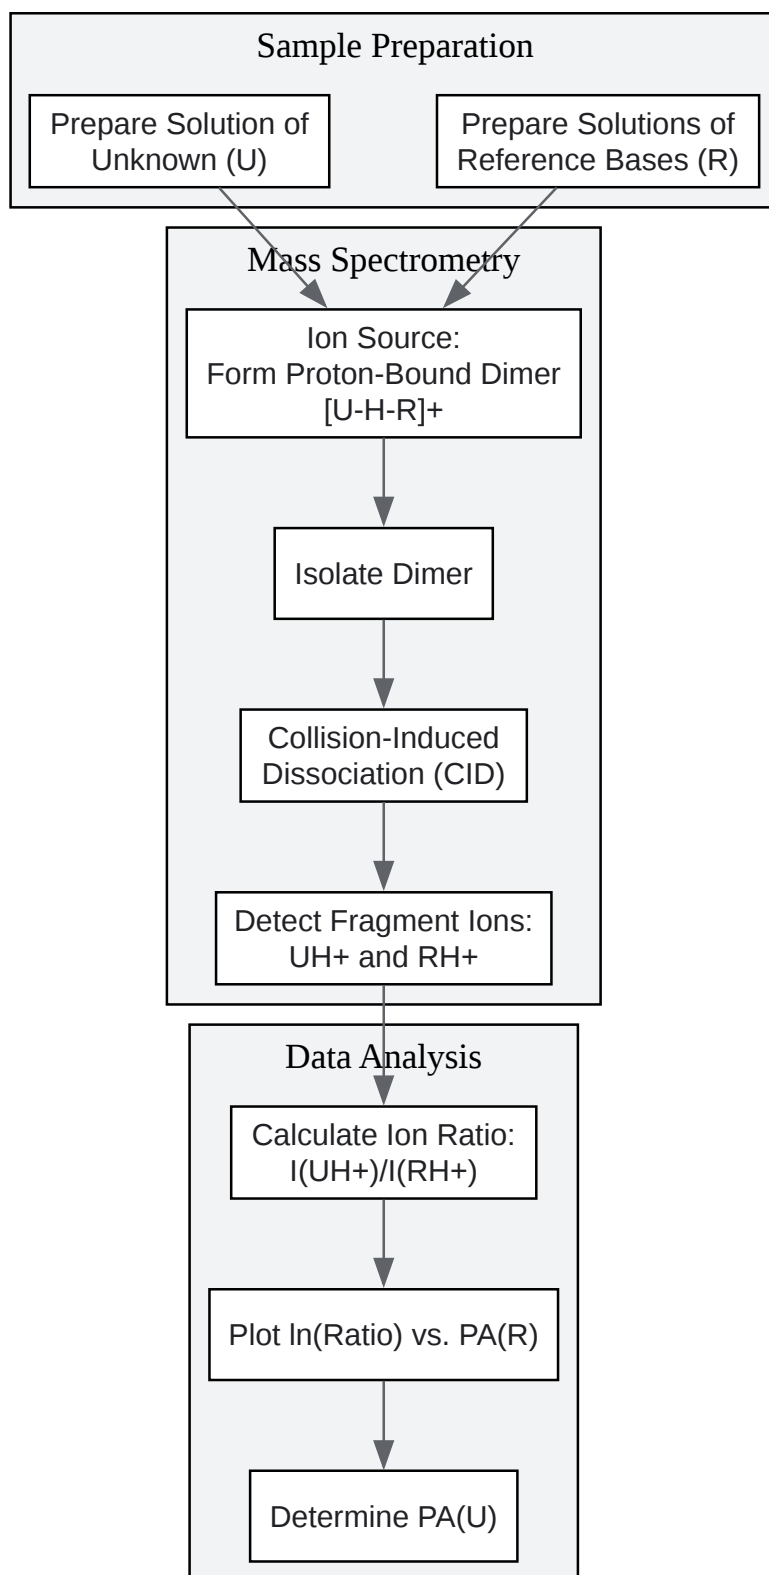 Sample Preparation
Prepare Solution of
Unknown (U)
Prepare Solutions of
Reference Bases (R)
Mass Spectrometry
Ion Source:
Form Proton-Bound Dimer
[U-H-R]+
Isolate Dimer
Collision-Induced
Dissociation (CID)
Detect Fragment Ions:
UH+ and RH+
Data Analysis
Calculate Ion Ratio:
I(UH+)/I(RH+)
Plot ln(Ratio) vs. PA(R)
Determine PA(U)